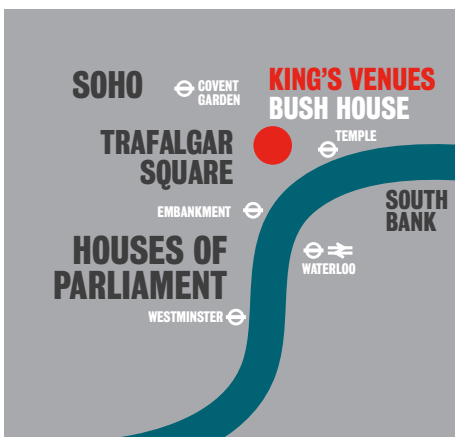 SOHO
COVENT
GARDEN
KING'S VENUES
BUSH HOUSE
TRAFALGAR
SQUARE
TEMPLE
SOUTH
BANK
EMBANKMENT
HOUSES OF
PARLIAMENT
WATERLOO
WESTMINSTER